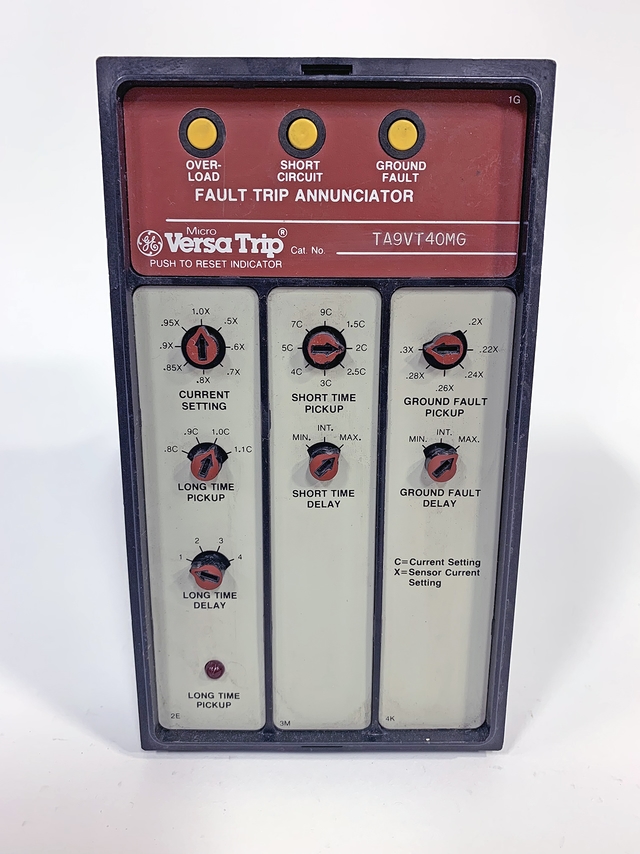 1G
OVER-
LOAD
SHORT
CIRCUIT
GROUND
FAULT
FAULT TRIP ANNUNCIATOR
GE Micro
Versa Trip® Cat. No. TA9VT40MG
PUSH TO RESET INDICATOR
1.0X
.95X .5X
.9X .6X
.85X .7X
.8X
CURRENT
SETTING
.9C 1.0C
.8C 1.1C
LONG TIME
PICKUP
2 3
1 4
LONG TIME
DELAY
LONG TIME
PICKUP
2E
9C
7C 1.5C
5C 2C
4C 2.5C
3C
SHORT TIME
PICKUP
INT.
MIN. MAX.
SHORT TIME
DELAY
3M
.2X
.3X .22X
.28X .24X
.26X
GROUND FAULT
PICKUP
INT.
MIN. MAX.
GROUND FAULT
DELAY
C=Current Setting
X=Sensor Current
Setting
4K